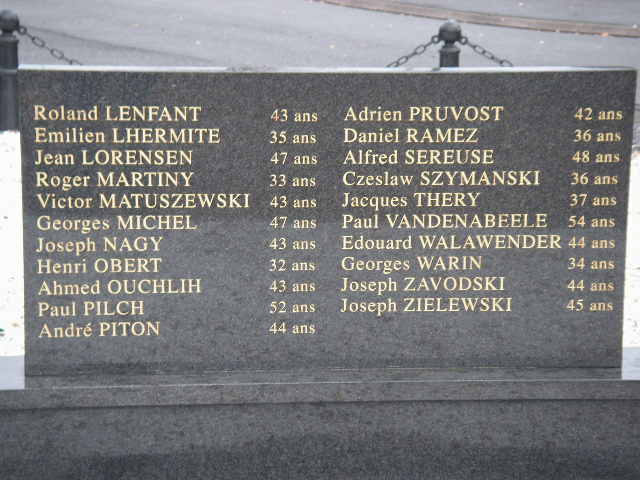 Roland LENFANT 43 ans
Emilien LHERMITE 35 ans
Jean LORENSEN 47 ans
Roger MARTINY 33 ans
Victor MATUSZEWSKI 43 ans
Georges MICHEL 47 ans
Joseph NAGY 43 ans
Henri OBERT 32 ans
Ahmed OUCHLIH 43 ans
Paul PILCH 52 ans
André PITON 44 ans
Adrien PRUVOST 42 ans
Daniel RAMEZ 36 ans
Alfred SEREUSE 48 ans
Czeslaw SZYMANSKI 36 ans
Jacques THERY 37 ans
Paul VANDENABEELE 54 ans
Edouard WALAWENDER 44 ans
Georges WARIN 34 ans
Joseph ZAVODSKI 44 ans
Joseph ZIELEWSKI 45 ans